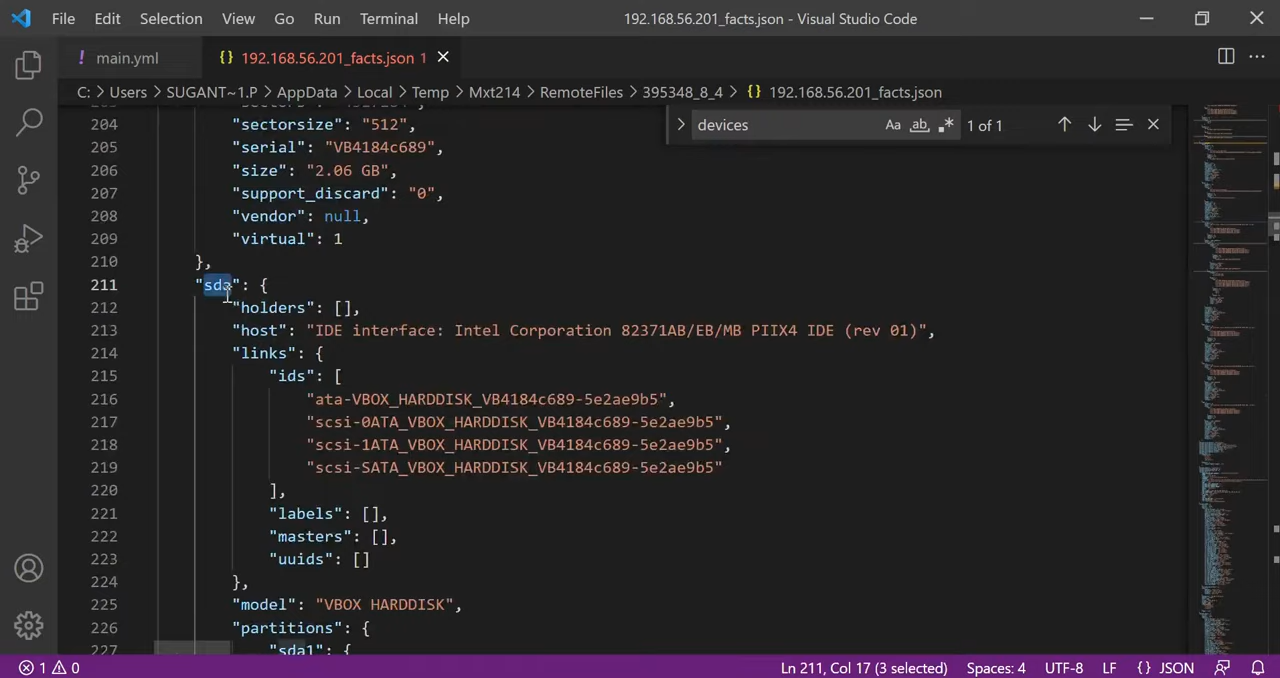 File Edit Selection View Go Run Terminal Help 192.168.56.201_facts.json - Visual Studio Code
! main.yml {} 192.168.56.201_facts.json 1
C: > Users > SUGANT~1.P > AppData > Local > Temp > Mxt214 > RemoteFiles > 395348_8_4 > {} 192.168.56.201_facts.json
devices Aa ab 1 of 1
204 "sectorsize": "512",
205 "serial": "VB4184c689",
206 "size": "2.06 GB",
207 "support_discard": "0",
208 "vendor": null,
209 "virtual": 1
210 },
211 "sda": {
212 "holders": [],
213 "host": "IDE interface: Intel Corporation 82371AB/EB/MB PIIX4 IDE (rev 01)",
214 "links": {
215 "ids": [
216 "ata-VBOX_HARDDISK_VB4184c689-5e2ae9b5",
217 "scsi-0ATA_VBOX_HARDDISK_VB4184c689-5e2ae9b5",
218 "scsi-1ATA_VBOX_HARDDISK_VB4184c689-5e2ae9b5",
219 "scsi-SATA_VBOX_HARDDISK_VB4184c689-5e2ae9b5"
220 ],
221 "labels": [],
222 "masters": [],
223 "uuids": []
224 },
225 "model": "VBOX HARDDISK",
226 "partitions": {
227 "sda1": {
1 0 Ln 211, Col 17 (3 selected) Spaces: 4 UTF-8 LF {} JSON